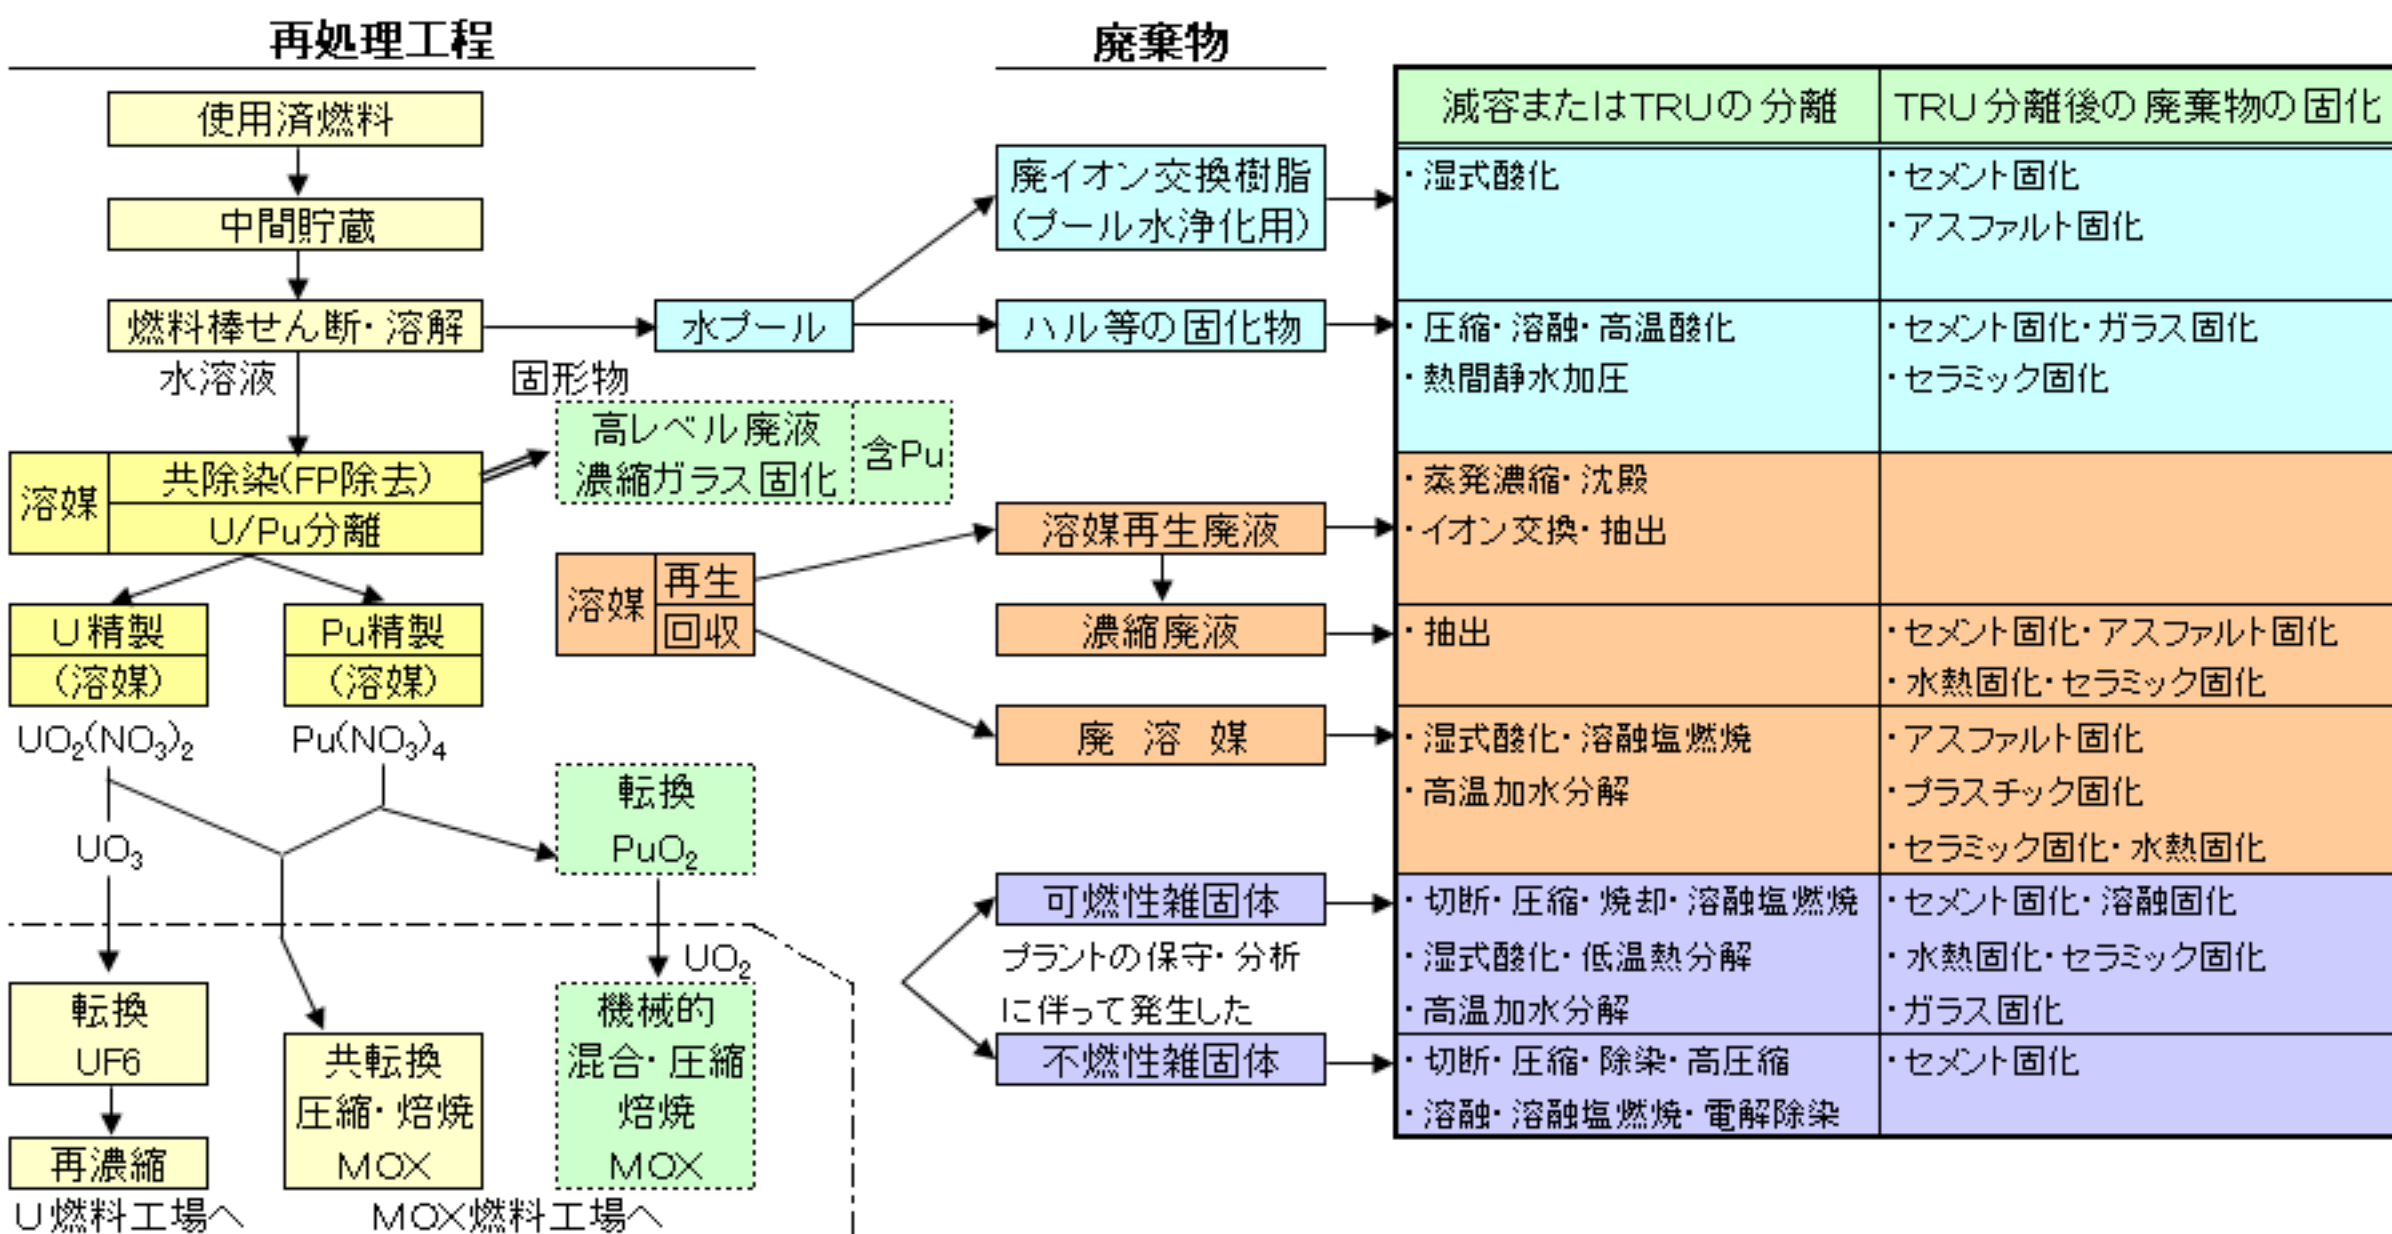 再処理工程
使用済燃料
中間貯蔵
燃料棒せん断・溶解
水溶液
固形物
水プール
溶媒
共除染(FP除去)
U/Pu分離
高レベル廃液
濃縮ガラス固化
含Pu
U精製
(溶媒)
Pu精製
(溶媒)
溶媒
再生
回収
UO₂(NO₃)₂
Pu(NO₃)₄
UO₃
転換
PuO₂
UO₂
転換
UF6
再濃縮
共転換
圧縮・焙焼
MOX
機械的
混合・圧縮
焙焼
MOX
U燃料工場へ
MOX燃料工場へ
廃棄物
廃イオン交換樹脂
(プール水浄化用)
ハル等の固化物
溶媒再生廃液
濃縮廃液
廃溶媒
可燃性雑固体
プラントの保守・分析
に伴って発生した
不燃性雑固体
減容またはTRUの分離
TRU分離後の廃棄物の固化
・湿式酸化
・セメント固化
・アスファルト固化
・圧縮・溶融・高温酸化
・熱間静水加圧
・セメント固化・ガラス固化
・セラミック固化
・蒸発濃縮・沈殿
・イオン交換・抽出
・抽出
・セメント固化・アスファルト固化
・水熱固化・セラミック固化
・湿式酸化・溶融塩燃焼
・高温加水分解
・アスファルト固化
・プラスチック固化
・セラミック固化・水熱固化
・切断・圧縮・焼却・溶融塩燃焼
・湿式酸化・低温熱分解
・高温加水分解
・セメント固化・溶融固化
・水熱固化・セラミック固化
・ガラス固化
・切断・圧縮・除染・高圧縮
・溶融・溶融塩燃焼・電解除染
・セメント固化